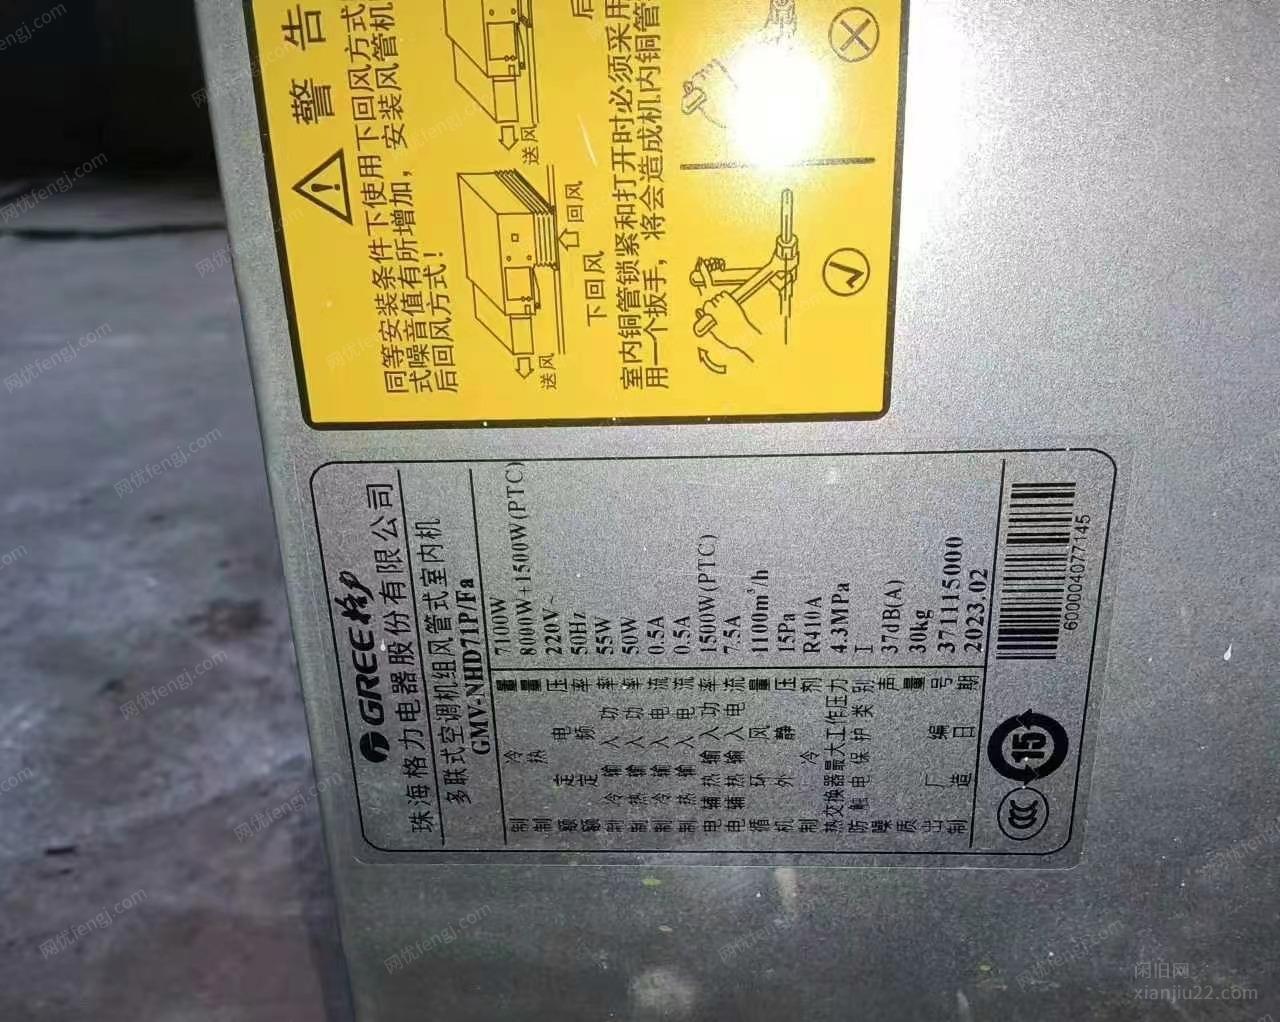 警 告
同等安装条件下使用下回风方式
式噪音值有所增加，安装风管机
后回风方式！
送风
回风
下回风
送风
后
室内铜管锁紧和打开时必须采用
用一个扳手，将会造成机内铜管
GREE格力
珠海格力电器股份有限公司
多联式空调机组风管式室内机
GMV-NHD71P/Fa
制冷量 7100W
制热量 8000W+1500W(PTC)
额定电压 220V~
额定频率 50Hz
制冷输入功率 55W
制热输入功率 50W
制冷输入电流 0.5A
制热输入电流 0.5A
电辅热输入功率 1500W(PTC)
电辅热输入电流 7.5A
循环风量 1100m³/h
机外静压 15Pa
制冷剂 R410A
热交换器最大工作压力 4.3MPa
防触电保护类别 I
噪声 37dB(A)
质量 30kg
出厂编号 3711115000
制造日期 2023.02
15
CCC
600004077145
网优fengj.com
闲旧网
xianjiu22.com